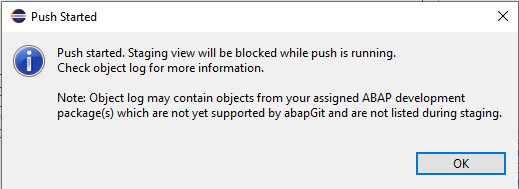 Push Started
Push started. Staging view will be blocked while push is running.
Check object log for more information.
Note: Object log may contain objects from your assigned ABAP development
package(s) which are not yet supported by abapGit and are not listed during staging.
OK